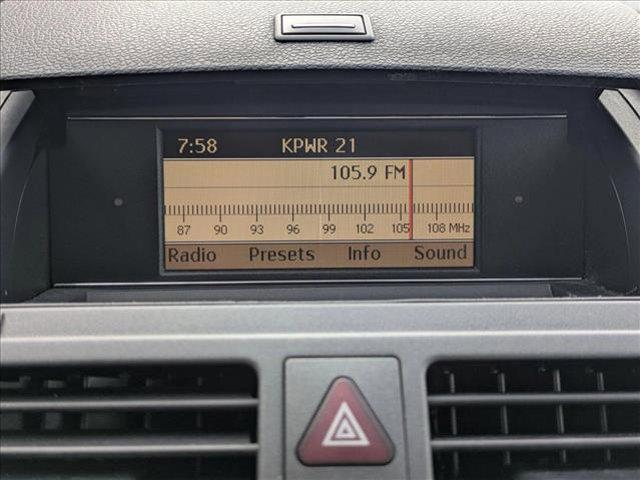 7:58 KPWR 21
105.9 FM
87 90 93 96 99 102 105 108 MHz
Radio Presets Info Sound